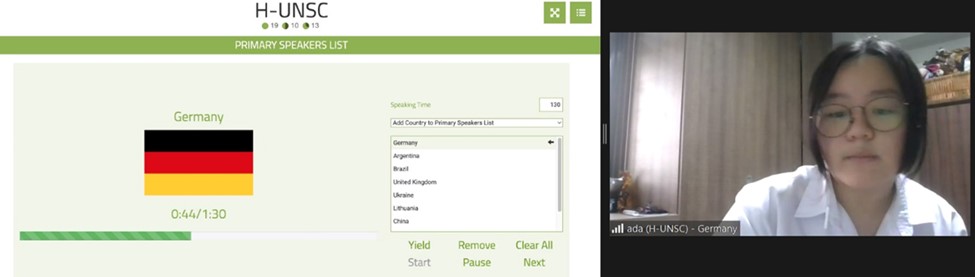 H-UNSC
19 10 13
PRIMARY SPEAKERS LIST
Germany
0:44/1:30
Speaking Time
130
Add Country to Primary Speakers List
Germany
Argentina
Brazil
United Kingdom
Ukraine
Lithuania
China
Yield Remove Clear All
Start Pause Next
ada (H-UNSC) - Germany